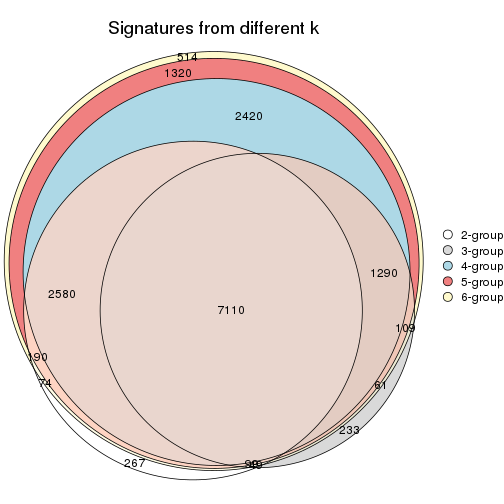 Signatures from different k
514
1320
2420
2-group
3-group
4-group
5-group
6-group
1290
2580
7110
109
190
74
61
233
267